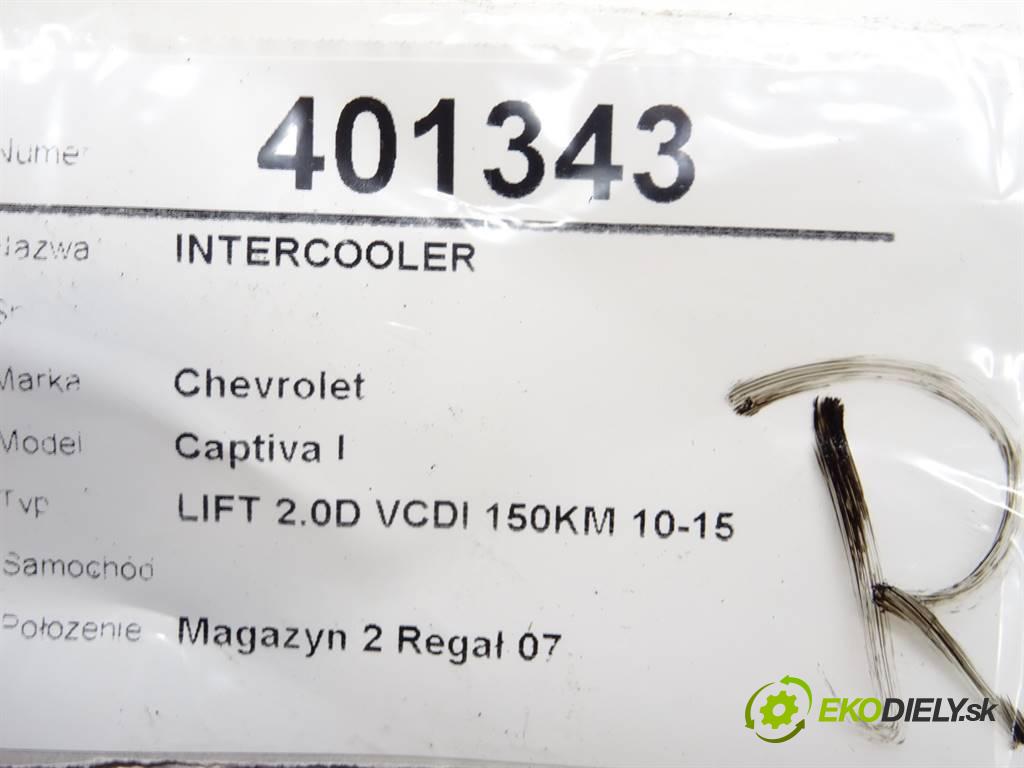 Numer 401343
Nazwa INTERCOOLER
Marka Chevrolet
Model Captiva I
Typ LIFT 2.0D VCDI 150KM 10-15
Samochód
Położenie Magazyn 2 Regał 07
R
EKODIELY.sk